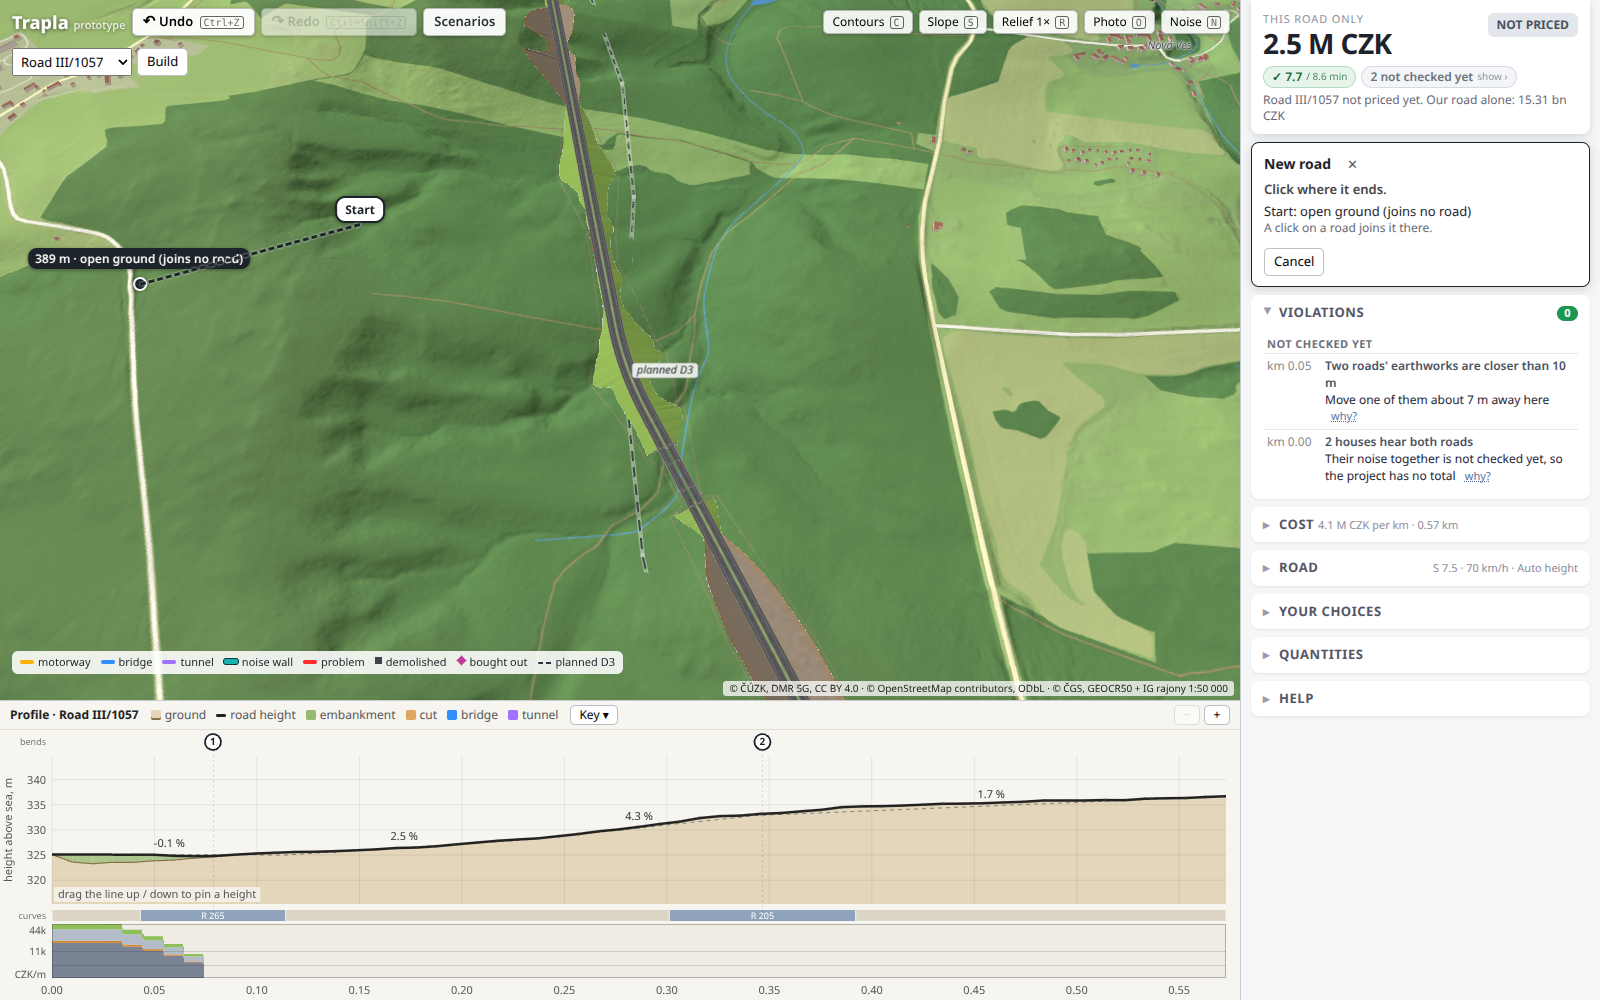 Trapla prototype
↶ Undo Ctrl+Z
↷ Redo Ctrl+Shift+Z
Scenarios
Contours C
Slope S
Relief 1× R
Photo O
Noise N
Road III/1057
Build
Nová Ves
Start
389 m · open ground (joins no road)
planned D3
motorway
bridge
tunnel
noise wall
problem
demolished
bought out
planned D3
© ČÚZK, DMR 5G, CC BY 4.0 · © OpenStreetMap contributors, ODbL · © ČGS, GEOCR50 + IG rajony 1:50 000
THIS ROAD ONLY
NOT PRICED
2.5 M CZK
✓ 7.7 / 8.6 min
2 not checked yet show ›
Road III/1057 not priced yet. Our road alone: 15.31 bn
CZK
New road ✕
Click where it ends.
Start: open ground (joins no road)
A click on a road joins it there.
Cancel
▼ VIOLATIONS 0
NOT CHECKED YET
km 0.05 Two roads' earthworks are closer than 10
m
Move one of them about 7 m away here
why?
km 0.00 2 houses hear both roads
Their noise together is not checked yet, so
the project has no total why?
▶ COST 4.1 M CZK per km · 0.57 km
▶ ROAD S 7.5 · 70 km/h · Auto height
▶ YOUR CHOICES
▶ QUANTITIES
▶ HELP
Profile · Road III/1057
ground
road height
embankment
cut
bridge
tunnel
Key ▾
−
+
bends
1
2
height above sea, m
340
335
330
325
320
-0.1 %
2.5 %
4.3 %
1.7 %
drag the line up / down to pin a height
curves
R 265
R 205
44k
11k
CZK/m
0.00 0.05 0.10 0.15 0.20 0.25 0.30 0.35 0.40 0.45 0.50 0.55